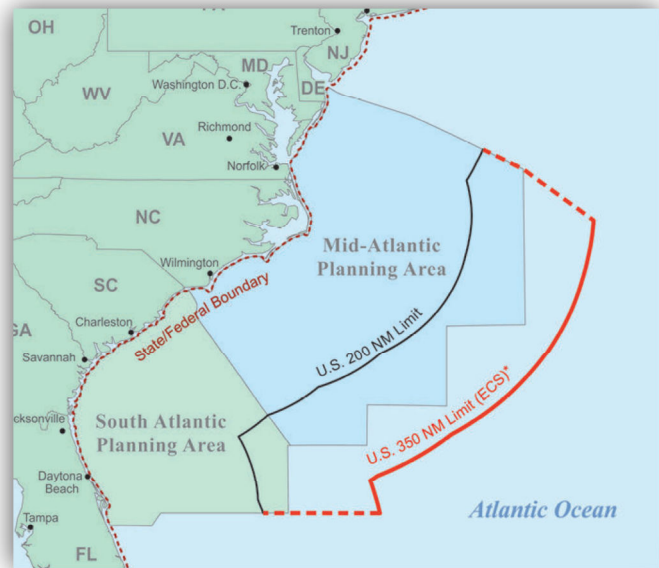 OH
Trenton
NJ
MD
Washington D.C.
DE
WV
Richmond
VA
Norfolk
NC
Mid-Atlantic
Planning Area
Wilmington
SC
State/Federal Boundary
Charleston
U.S. 200 NM Limit
GA
Savannah
U.S. 350 NM Limit (ECS)*
South Atlantic
Planning Area
cksonville
Daytona
Beach
Atlantic Ocean
Tampa
FL